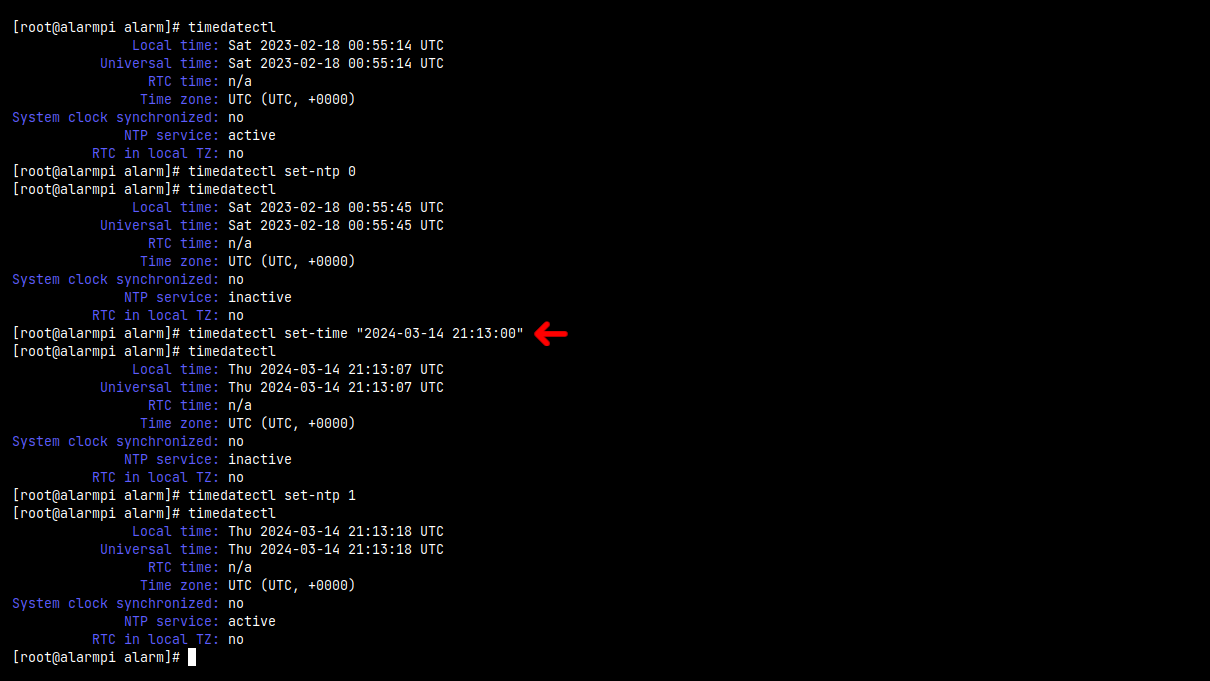 [root@alarmpi alarm]# timedatectl
Local time: Sat 2023-02-18 00:55:14 UTC
Universal time: Sat 2023-02-18 00:55:14 UTC
RTC time: n/a
Time zone: UTC (UTC, +0000)
System clock synchronized: no
NTP service: active
RTC in local TZ: no
[root@alarmpi alarm]# timedatectl set-ntp 0
[root@alarmpi alarm]# timedatectl
Local time: Sat 2023-02-18 00:55:45 UTC
Universal time: Sat 2023-02-18 00:55:45 UTC
RTC time: n/a
Time zone: UTC (UTC, +0000)
System clock synchronized: no
NTP service: inactive
RTC in local TZ: no
[root@alarmpi alarm]# timedatectl set-time "2024-03-14 21:13:00"
[root@alarmpi alarm]# timedatectl
Local time: Thu 2024-03-14 21:13:07 UTC
Universal time: Thu 2024-03-14 21:13:07 UTC
RTC time: n/a
Time zone: UTC (UTC, +0000)
System clock synchronized: no
NTP service: inactive
RTC in local TZ: no
[root@alarmpi alarm]# timedatectl set-ntp 1
[root@alarmpi alarm]# timedatectl
Local time: Thu 2024-03-14 21:13:18 UTC
Universal time: Thu 2024-03-14 21:13:18 UTC
RTC time: n/a
Time zone: UTC (UTC, +0000)
System clock synchronized: no
NTP service: active
RTC in local TZ: no
[root@alarmpi alarm]#